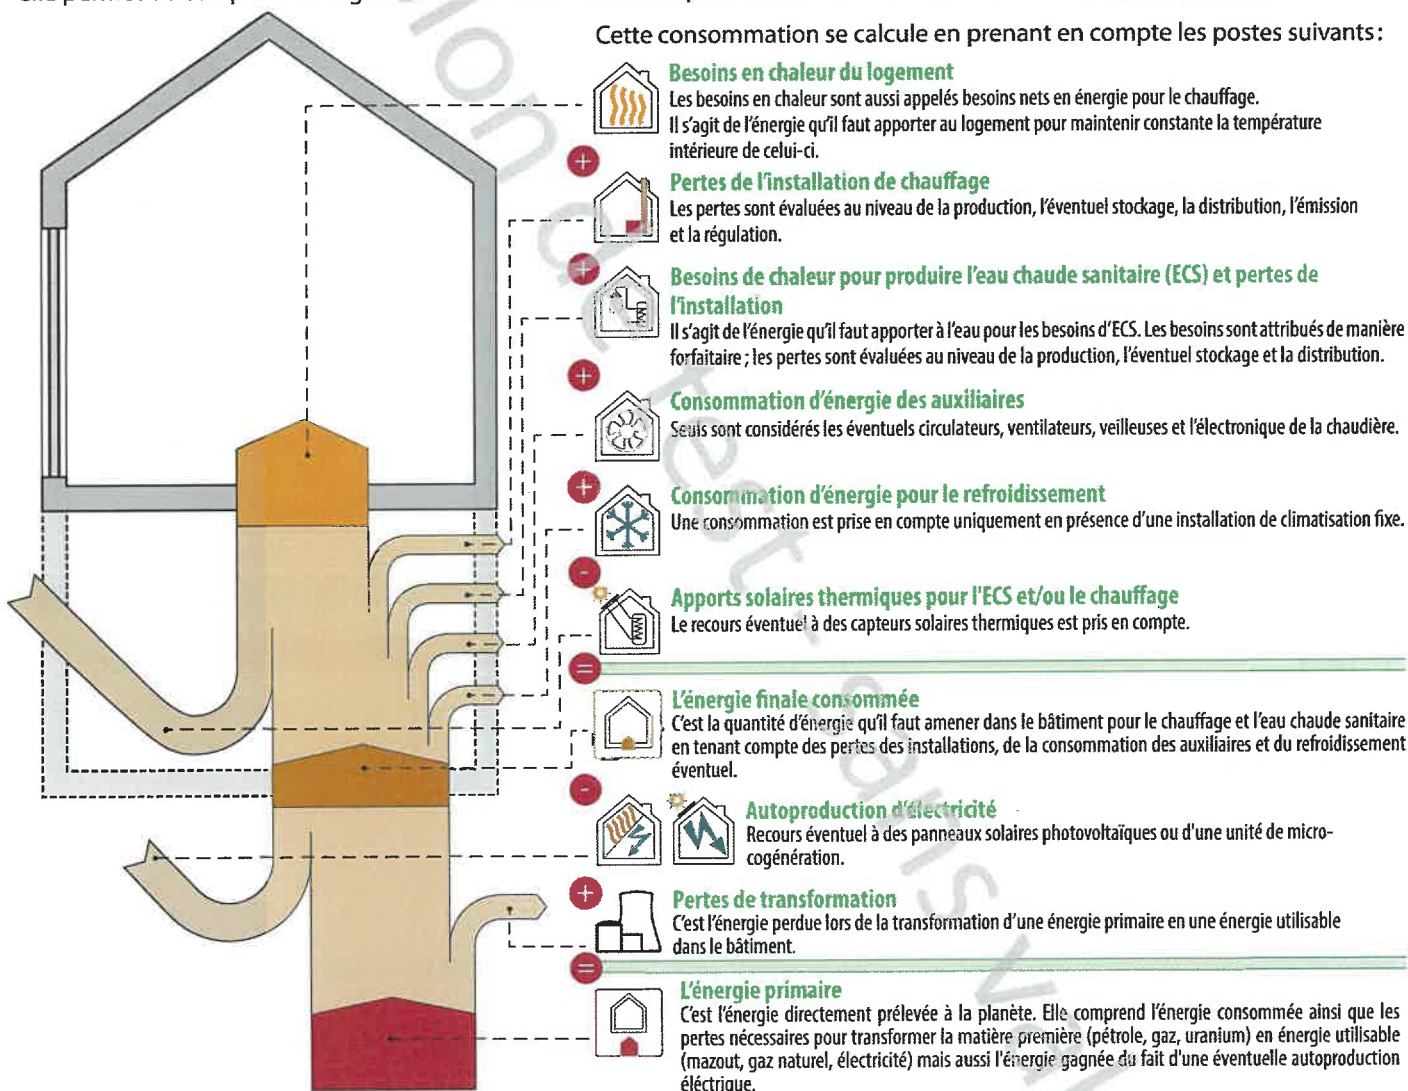 Cette consommation se calcule en prenant en compte les postes suivants :
Besoins en chaleur du logement
Les besoins en chaleur sont aussi appelés besoins nets en énergie pour le chauffage.
Il s'agit de l'énergie qu'il faut apporter au logement pour maintenir constante la température
intérieure de celui-ci.
+
Pertes de l'installation de chauffage
Les pertes sont évaluées au niveau de la production, l'éventuel stockage, la distribution, l'émission
et la régulation.
+
Besoins de chaleur pour produire l'eau chaude sanitaire (ECS) et pertes de
l'installation
Il s'agit de l'énergie qu'il faut apporter à l'eau pour les besoins d'ECS. Les besoins sont attribués de manière
forfaitaire ; les pertes sont évaluées au niveau de la production, l'éventuel stockage et la distribution.
+
Consommation d'énergie des auxiliaires
Seuls sont considérés les éventuels circulateurs, ventilateurs, veilleuses et l'électronique de la chaudière.
+
Consommation d'énergie pour le refroidissement
Une consommation est prise en compte uniquement en présence d'une installation de climatisation fixe.
-
Apports solaires thermiques pour l'ECS et/ou le chauffage
Le recours éventuel à des capteurs solaires thermiques est pris en compte.
=
L'énergie finale consommée
C'est la quantité d'énergie qu'il faut amener dans le bâtiment pour le chauffage et l'eau chaude sanitaire
en tenant compte des pertes des installations, de la consommation des auxiliaires et du refroidissement
éventuel.
-
Autoproduction d'électricité
Recours éventuel à des panneaux solaires photovoltaïques ou d'une unité de micro-
cogénération.
+
Pertes de transformation
C'est l'énergie perdue lors de la transformation d'une énergie primaire en une énergie utilisable
dans le bâtiment.
=
L'énergie primaire
C'est l'énergie directement prélevée à la planète. Elle comprend l'énergie consommée ainsi que les
pertes nécessaires pour transformer la matière première (pétrole, gaz, uranium) en énergie utilisable
(mazout, gaz naturel, électricité) mais aussi l'énergie gagnée du fait d'une éventuelle autoproduction
éléctrique.